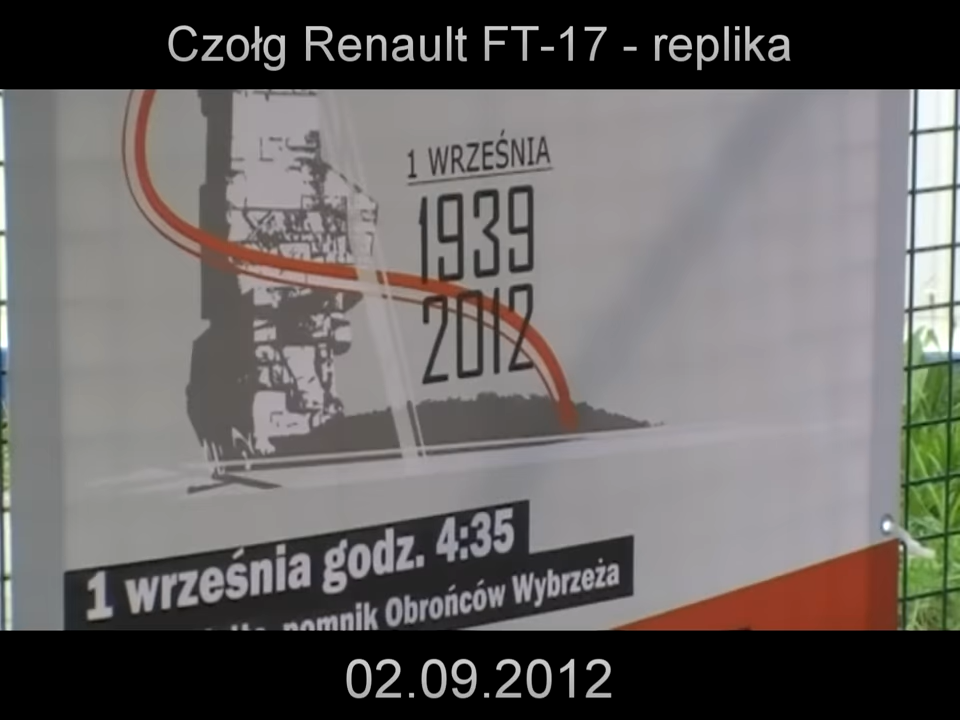 Czołg Renault FT-17 - replika
1 WRZEŚNIA
1939
2012
1 września godz. 4:35
pomnik Obrońców Wybrzeża
02.09.2012